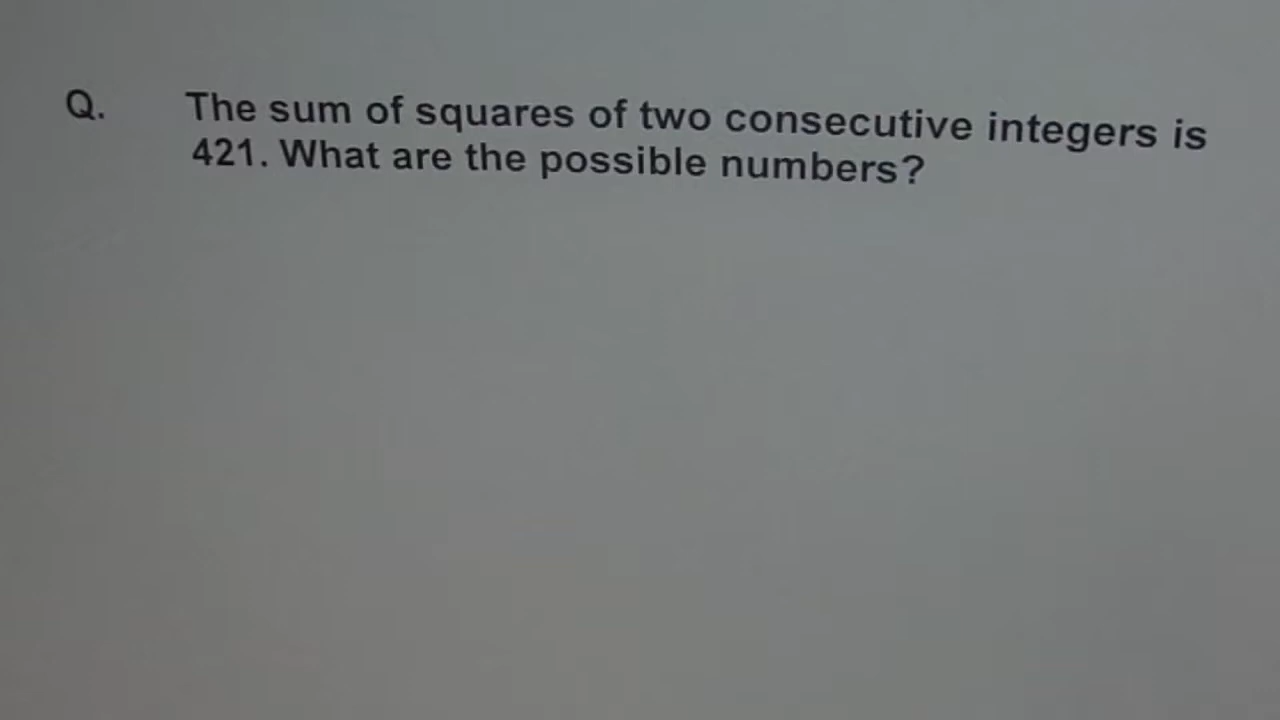 Q. The sum of squares of two consecutive integers is
421. What are the possible numbers?